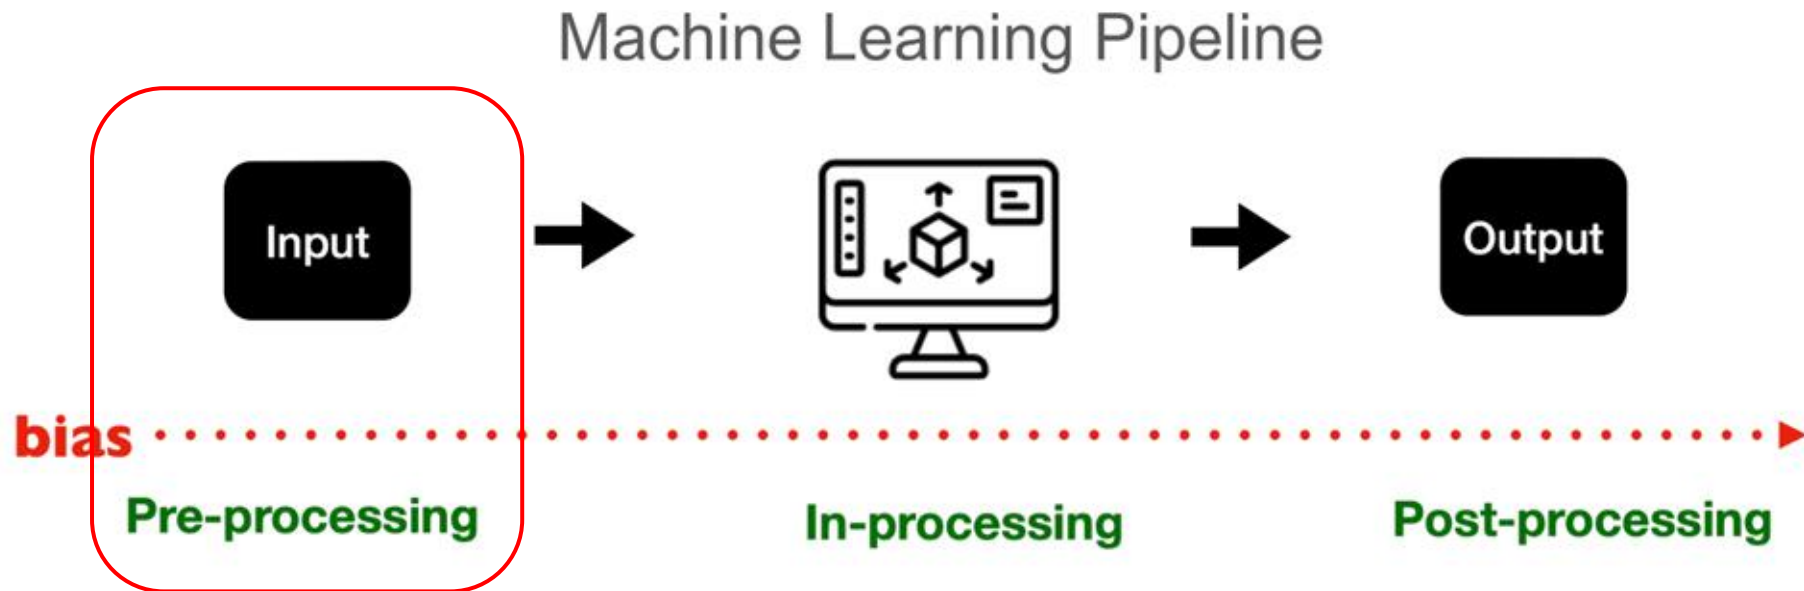 Machine Learning Pipeline
Input
Output
bias
Pre-processing
In-processing
Post-processing